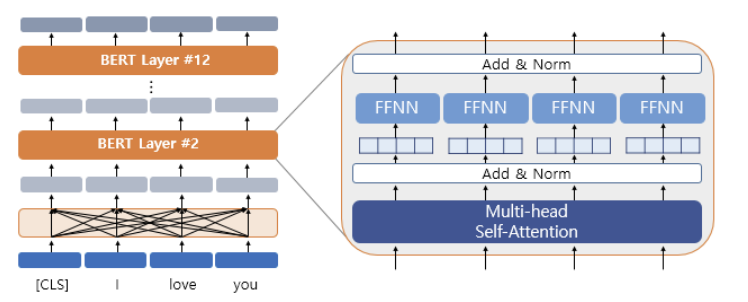 BERT Layer #12
BERT Layer #2
[CLS] I love you
Add & Norm
FFNN FFNN FFNN FFNN
Add & Norm
Multi-head
Self-Attention